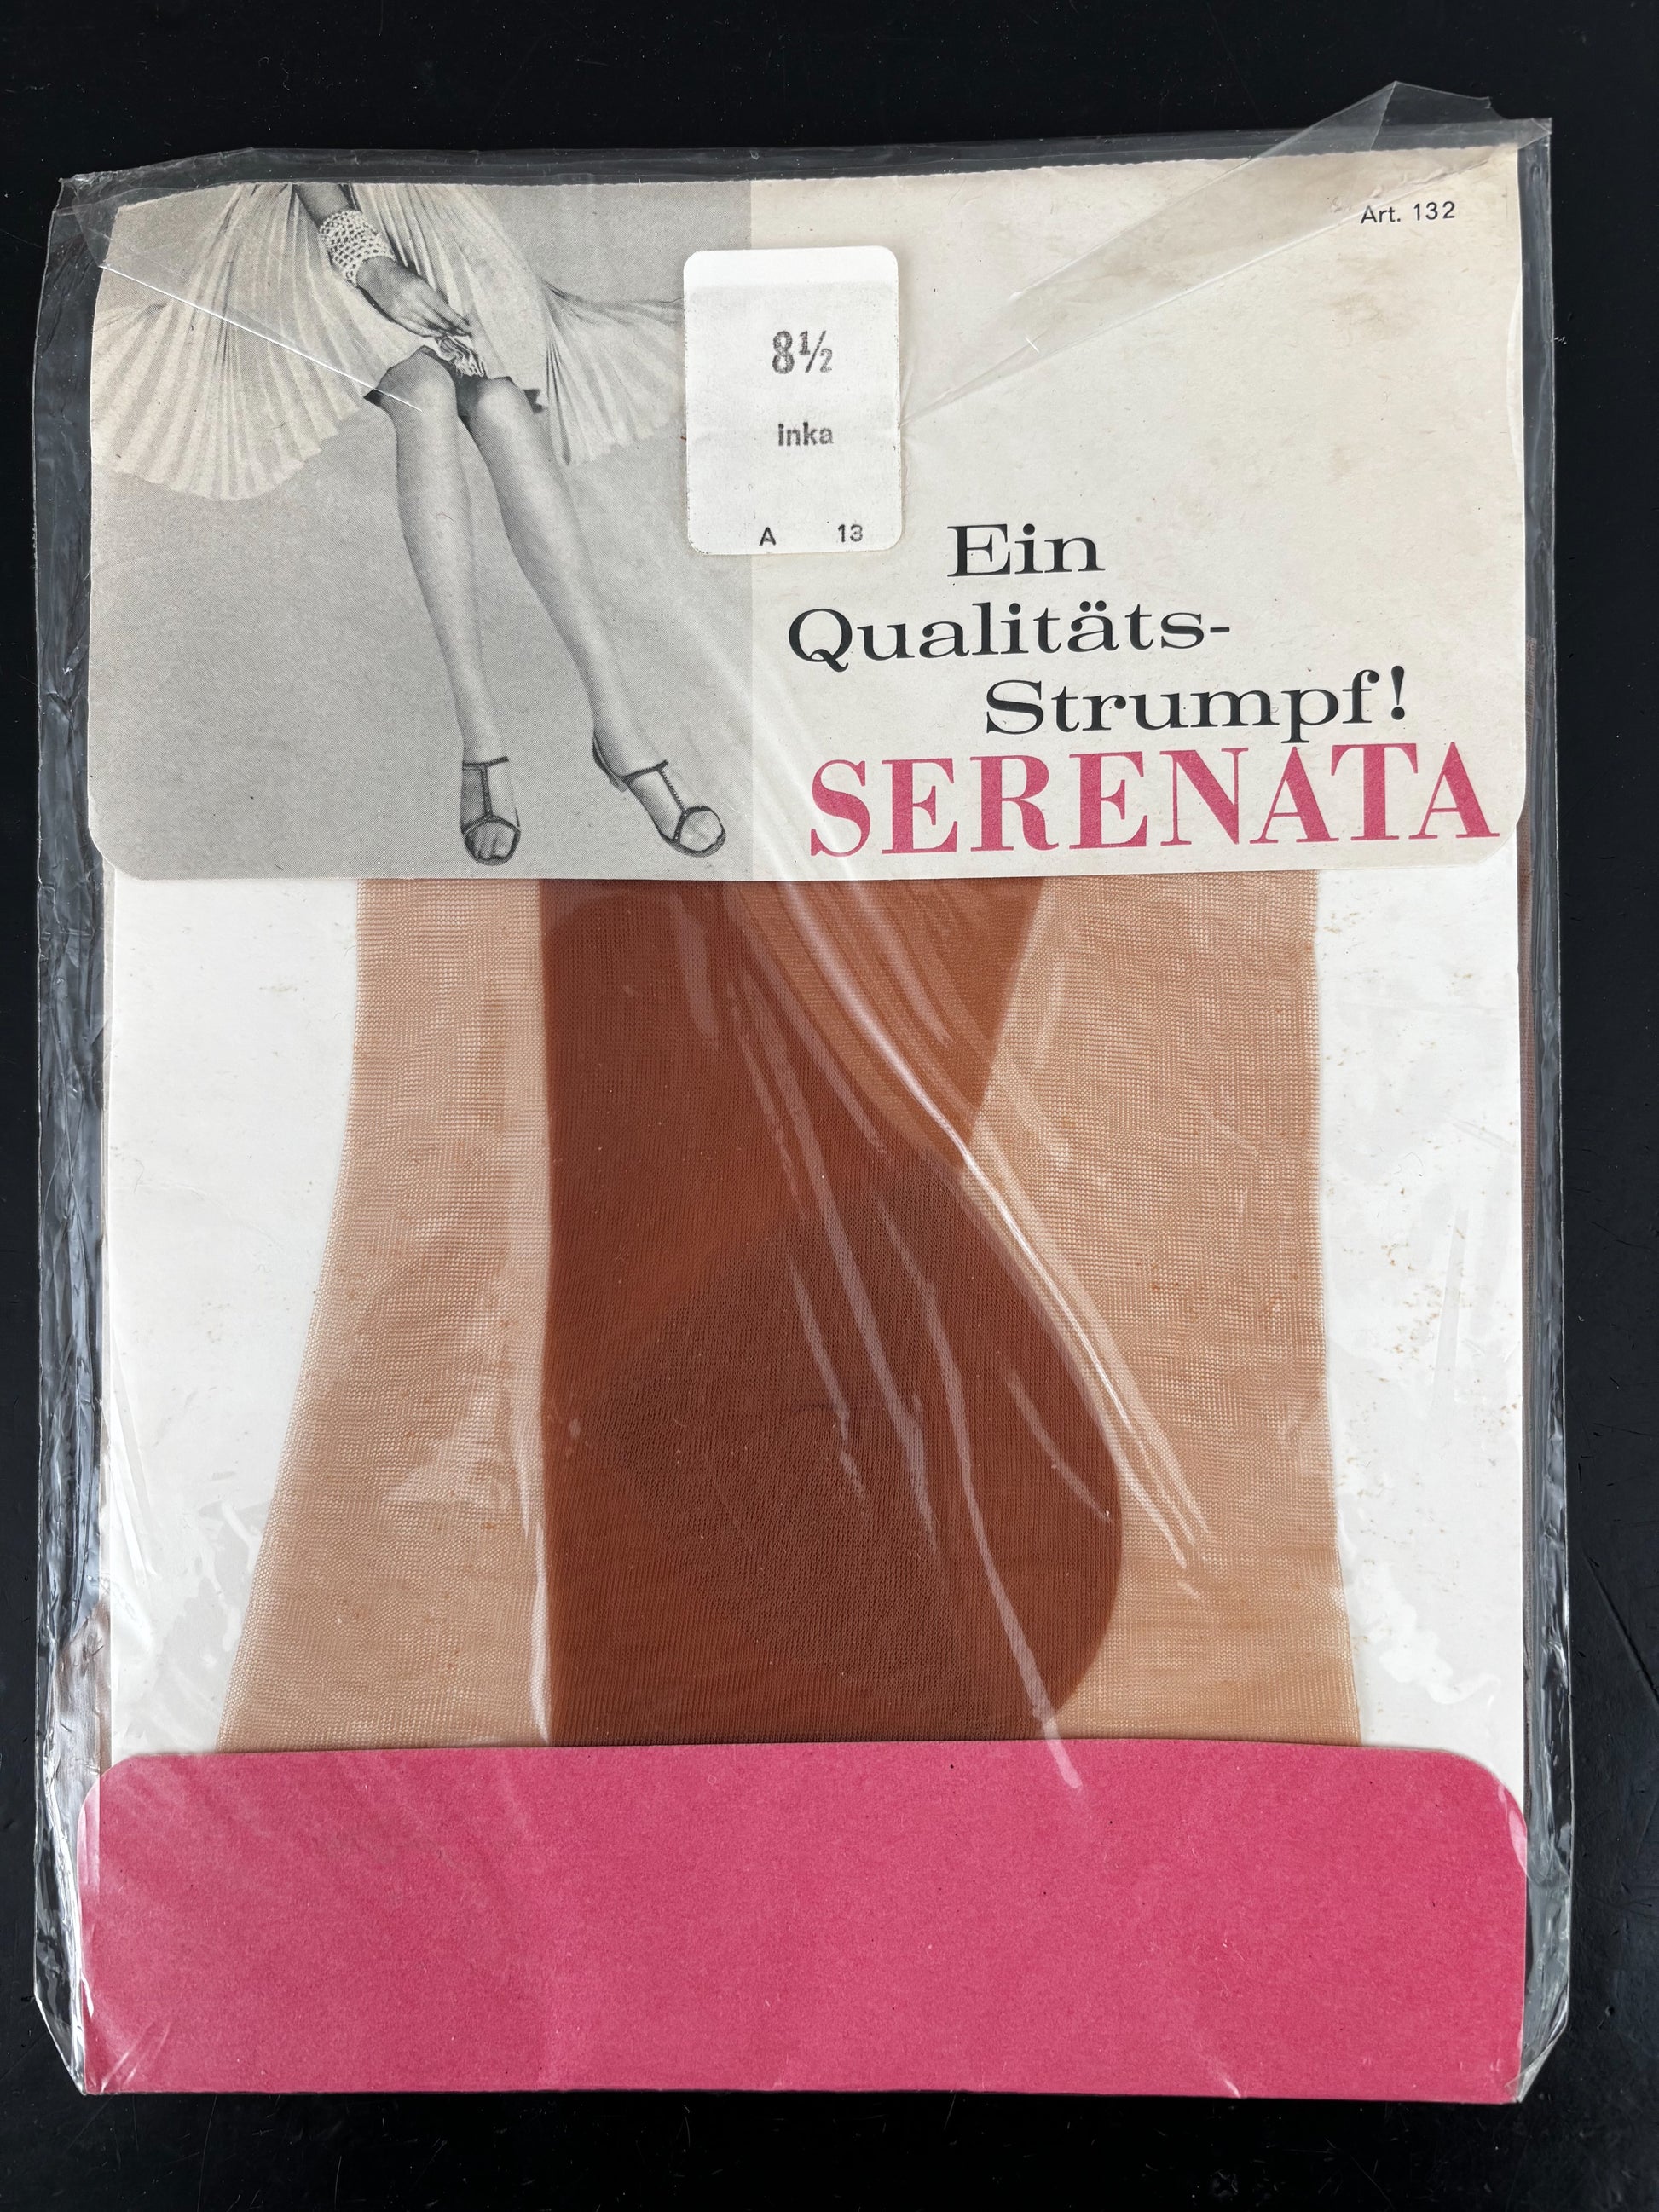 Art. 132
8½
inka
A 13
Ein
Qualitäts-
Strumpf!
SERENATA